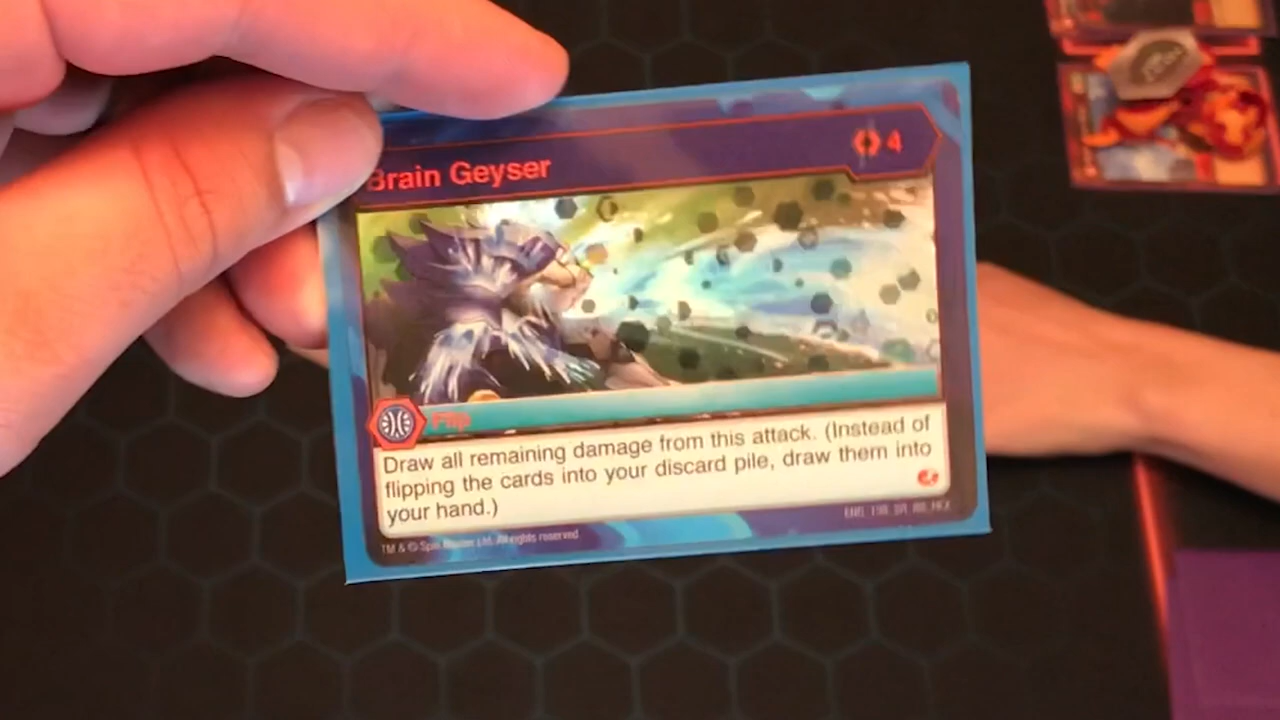 Brain Geyser
4
Flip
Draw all remaining damage from this attack. (Instead of
flipping the cards into your discard pile, draw them into
your hand.)
TM & © Spin Master Ltd. All rights reserved